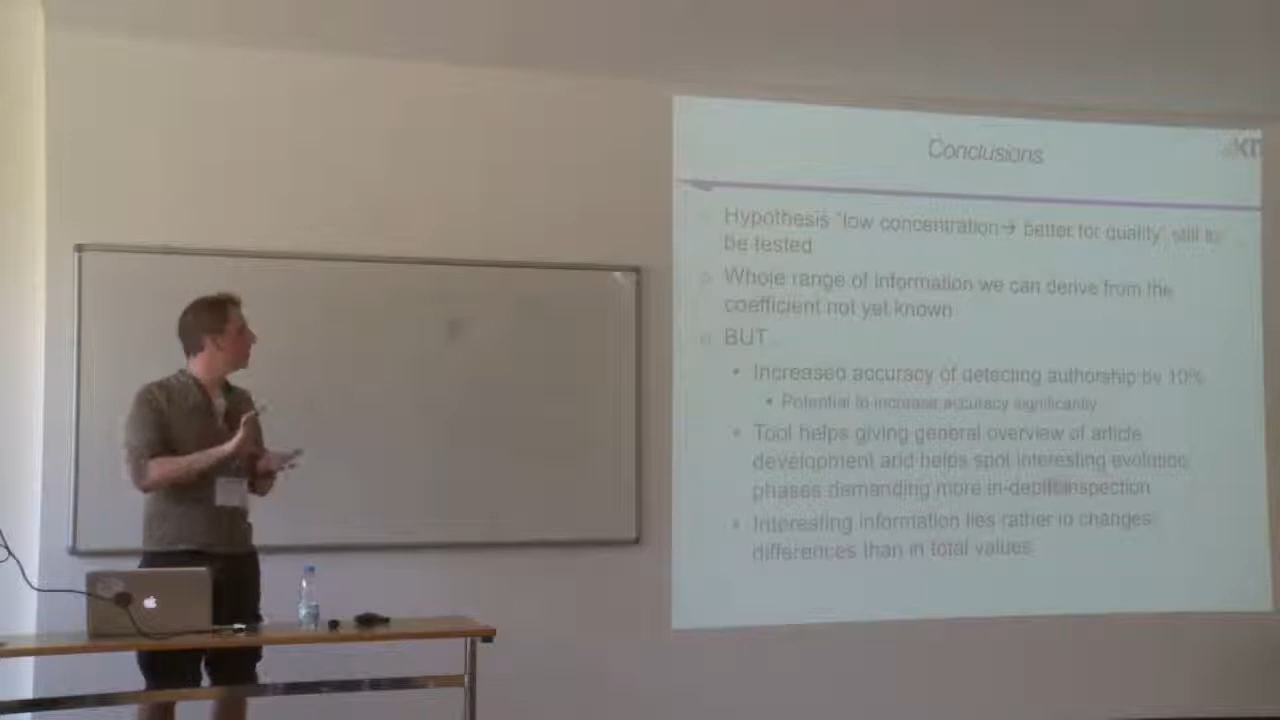 Conclusions
KIT
Hypothesis "low concentration→ better for quality" still to
be tested
Whole range of information we can derive from the
coefficient not yet known
BUT
Increased accuracy of detecting authorship by 10%
Potential to increase accuracy significantly
Tool helps giving general overview of article
development and helps spot interesting evolution
phases demanding more in-depth inspection
Interesting information lies rather in changes
differences than in total values